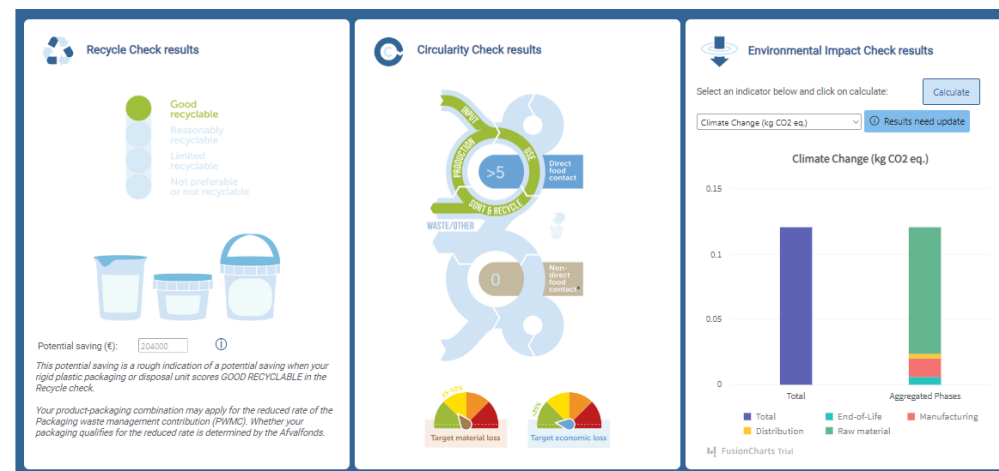 Recycle Check results
Good
recyclable
Reasonably
recyclable
Limited
recyclable
Not preferable
or not recyclable
Potential saving (€): 204000
This potential saving is a rough indication of a potential saving when your
rigid plastic packaging or disposal unit scores GOOD RECYCLABLE in the
Recycle check.
Your product-packaging combination may apply for the reduced rate of the
Packaging waste management contribution (PWMC). Whether your
packaging qualifies for the reduced rate is determined by the Afvalfonds.
Circularity Check results
INPUT
PRODUCTION
USE
>5
Direct
food
contact
SORT & RECYCLE
WASTE/OTHER
0
Non-
direct
food
contact*
Target material loss
Target economic loss
Environmental Impact Check results
Select an indicator below and click on calculate:
Calculate
Climate Change (kg CO2 eq.)
Results need update
Climate Change (kg CO2 eq.)
0.15
0.1
0.05
0
Total
Aggregated Phases
Total
End-of-Life
Manufacturing
Distribution
Raw material
FusionCharts Trial